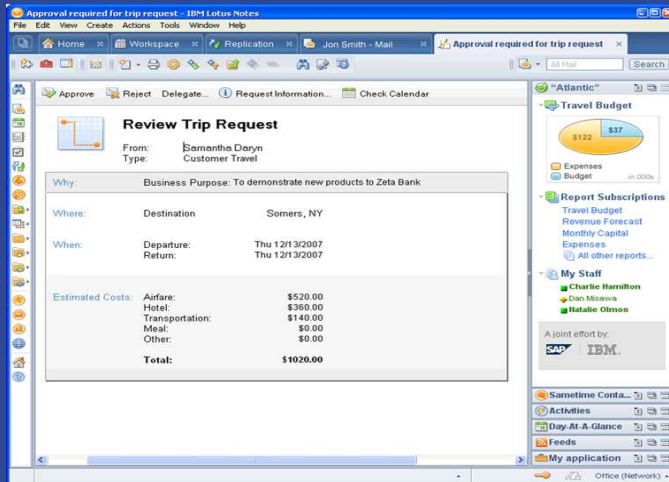 Approval required for trip request - IBM Lotus Notes
File Edit View Create Actions Tools Window Help
Home Workspace Replication Jon Smith - Mail Approval required for trip request
All Mail Search
Approve Reject Delegate... Request Information... Check Calendar
Review Trip Request
From: Samantha Daryn
Type: Customer Travel
Why: Business Purpose: To demonstrate new products to Zeta Bank
Where: Destination Somers, NY
When: Departure: Thu 12/13/2007
Return: Thu 12/13/2007
Estimated Costs: Airfare: $520.00
Hotel: $360.00
Transportation: $140.00
Meal: $0.00
Other: $0.00
Total: $1020.00
"Atlantic"
Travel Budget
$122 $37
Expenses
Budget in 000s
Report Subscriptions
Travel Budget
Revenue Forecast
Monthly Capital
Expenses
All other reports...
My Staff
Charlie Hamilton
Dan Misawa
Natalie Olmos
A joint effort by:
SAP IBM.
Sametime Conta...
Activities
Day-At-A-Glance
Feeds
My application
Office (Network)